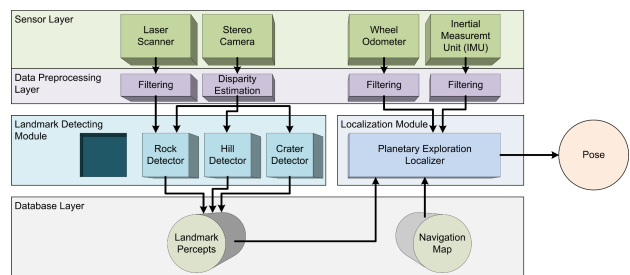 Sensor Layer
Laser
Scanner
Stereo
Camera
Wheel
Odometer
Inertial
Measuremt
Unit (IMU)
Data Preprocessing
Layer
Filtering
Disparity
Estimation
Filtering
Filtering
Landmark Detecting
Module
Rock
Detector
Hill
Detector
Crater
Detector
Localization Module
Planetary Exploration
Localizer
Pose
Database Layer
Landmark
Percepts
Navigation
Map